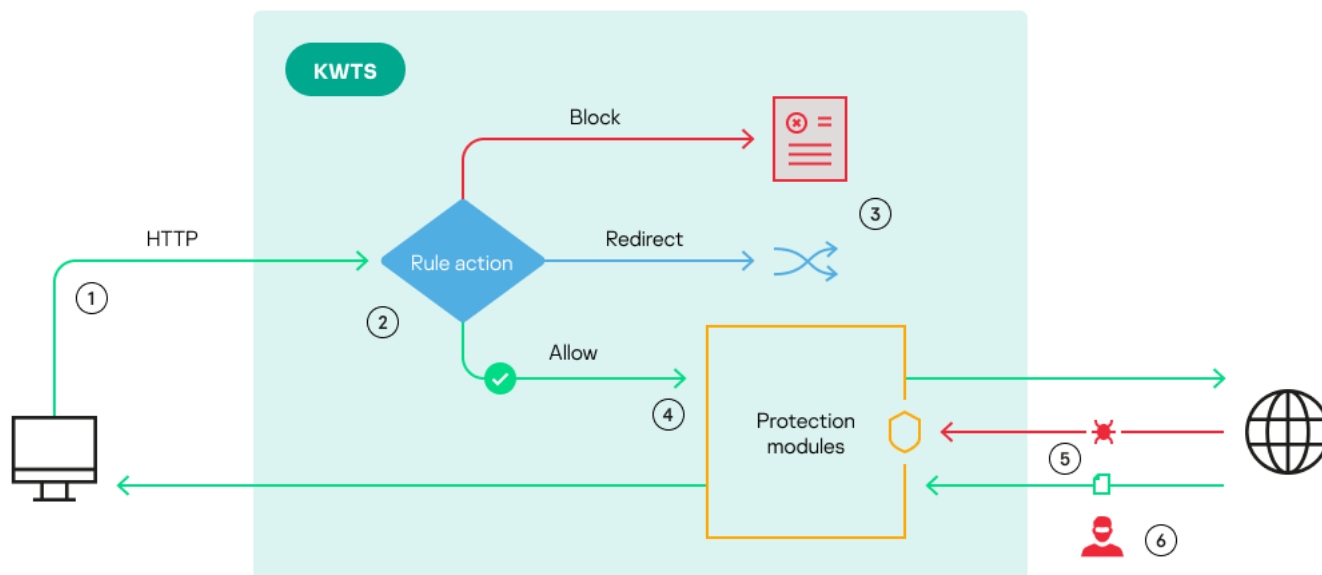 KWTS
Block
3
HTTP
Redirect
Rule action
1
2
Allow
4
Protection
modules
5
6